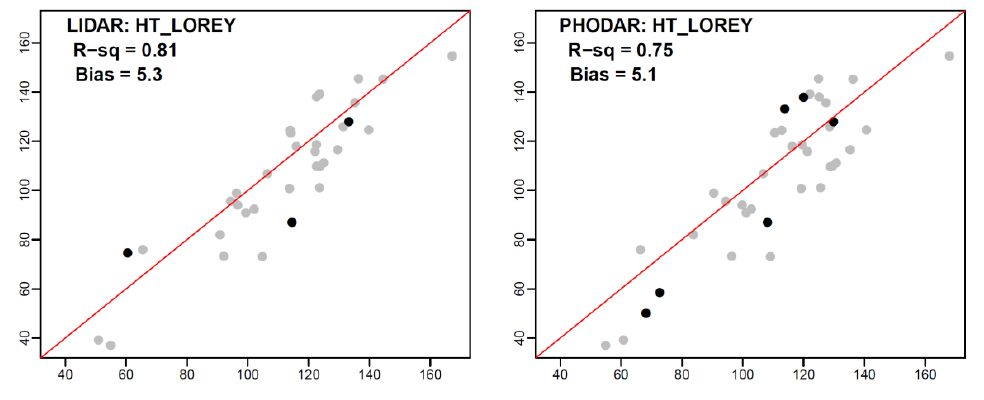 LIDAR: HT_LOREY
R-sq = 0.81
Bias = 5.3
160
140
120
100
80
60
40
40 60 80 100 120 140 160
PHODAR: HT_LOREY
R-sq = 0.75
Bias = 5.1
160
140
120
100
80
60
40
40 60 80 100 120 140 160